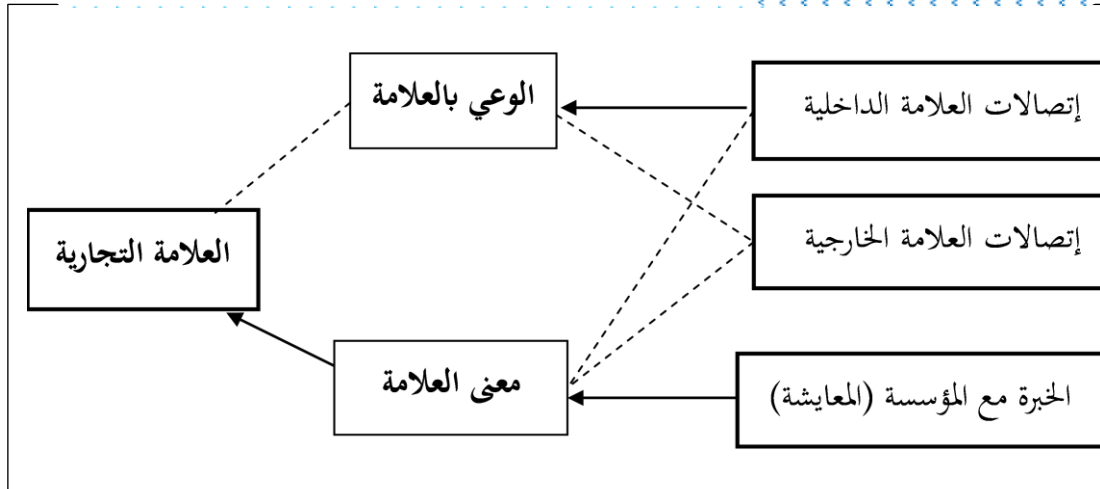 الوعي بالعلامة
إتصالات العلامة الداخلية
إتصالات العلامة الخارجية
العلامة التجارية
معنى العلامة
الخبرة مع المؤسسة (المعايشة)